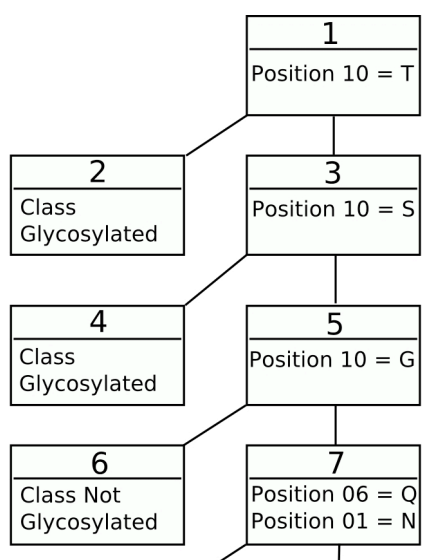 1
Position 10 = T
2
Class
Glycosylated
3
Position 10 = S
4
Class
Glycosylated
5
Position 10 = G
6
Class Not
Glycosylated
7
Position 06 = Q
Position 01 = N